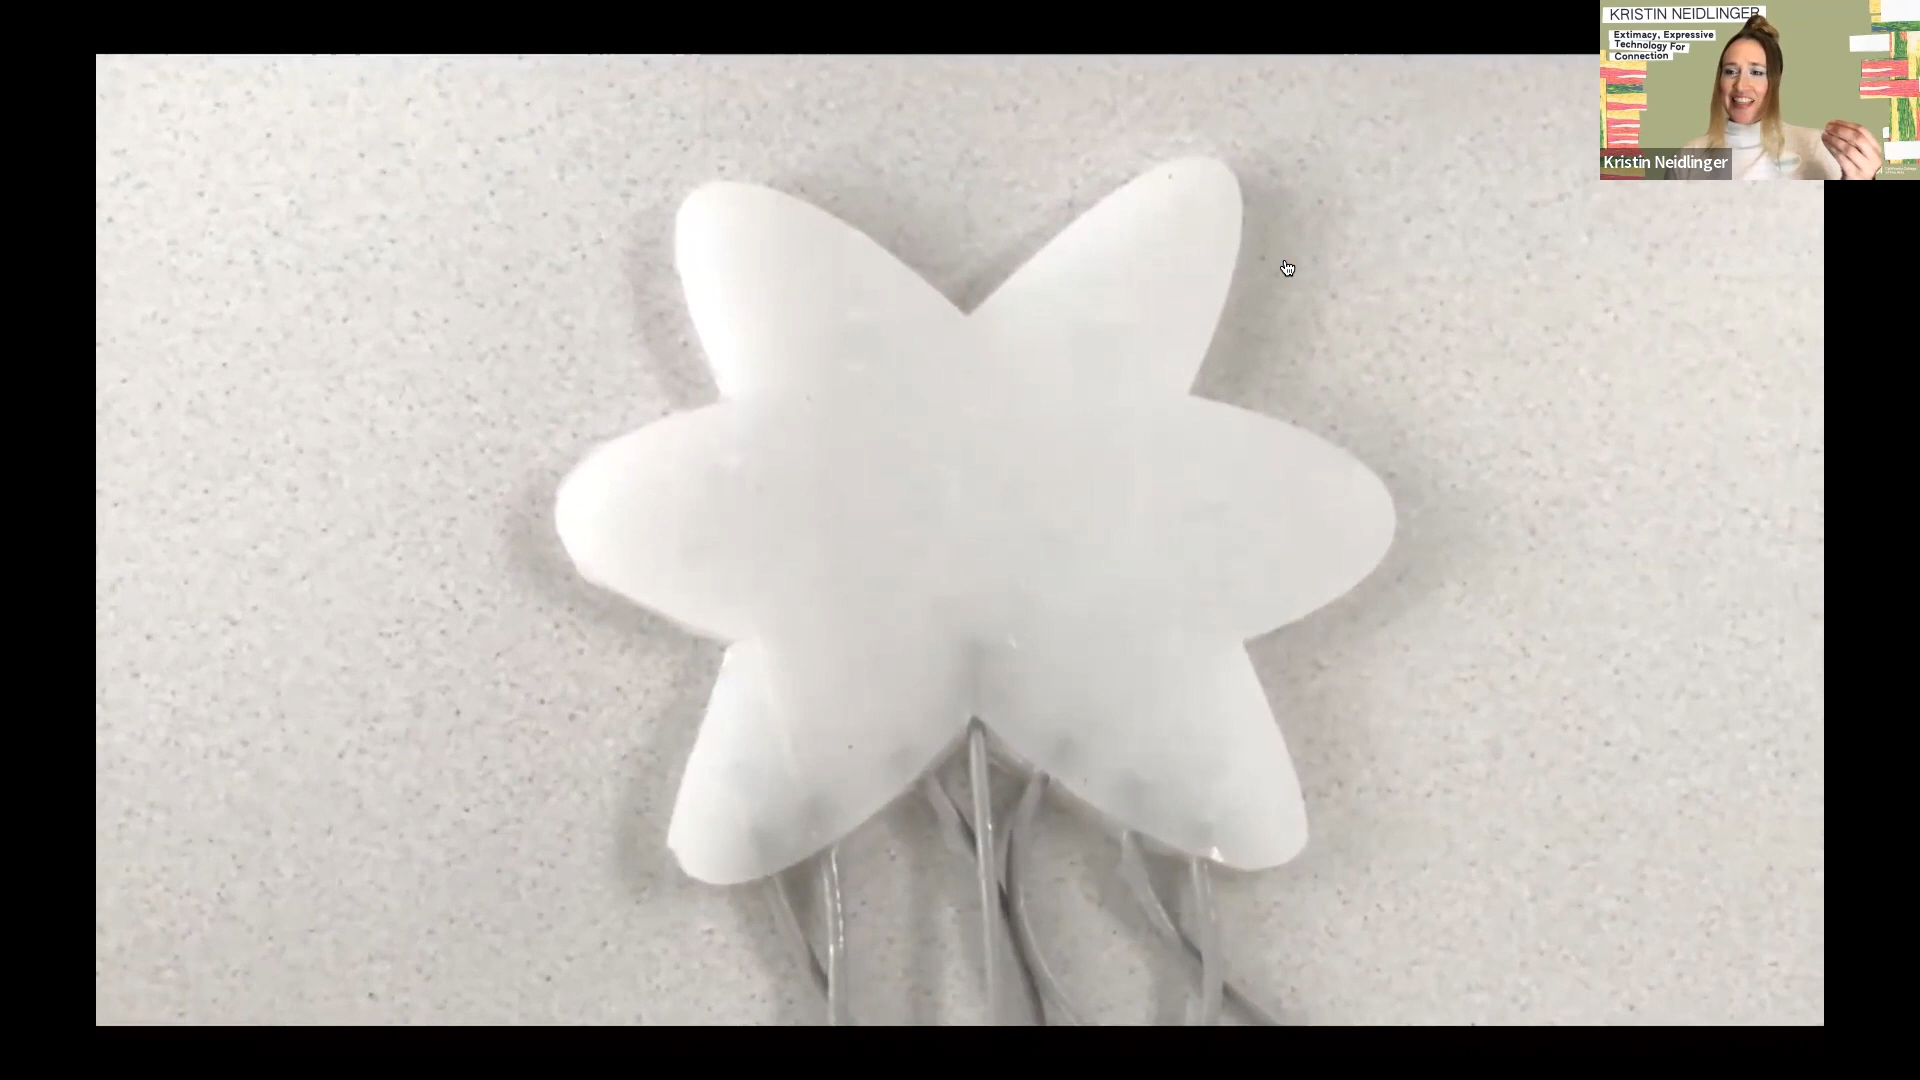 KRISTIN NEIDLINGER
Extimacy, Expressive
Technology For
Connection
Kristin Neidlinger